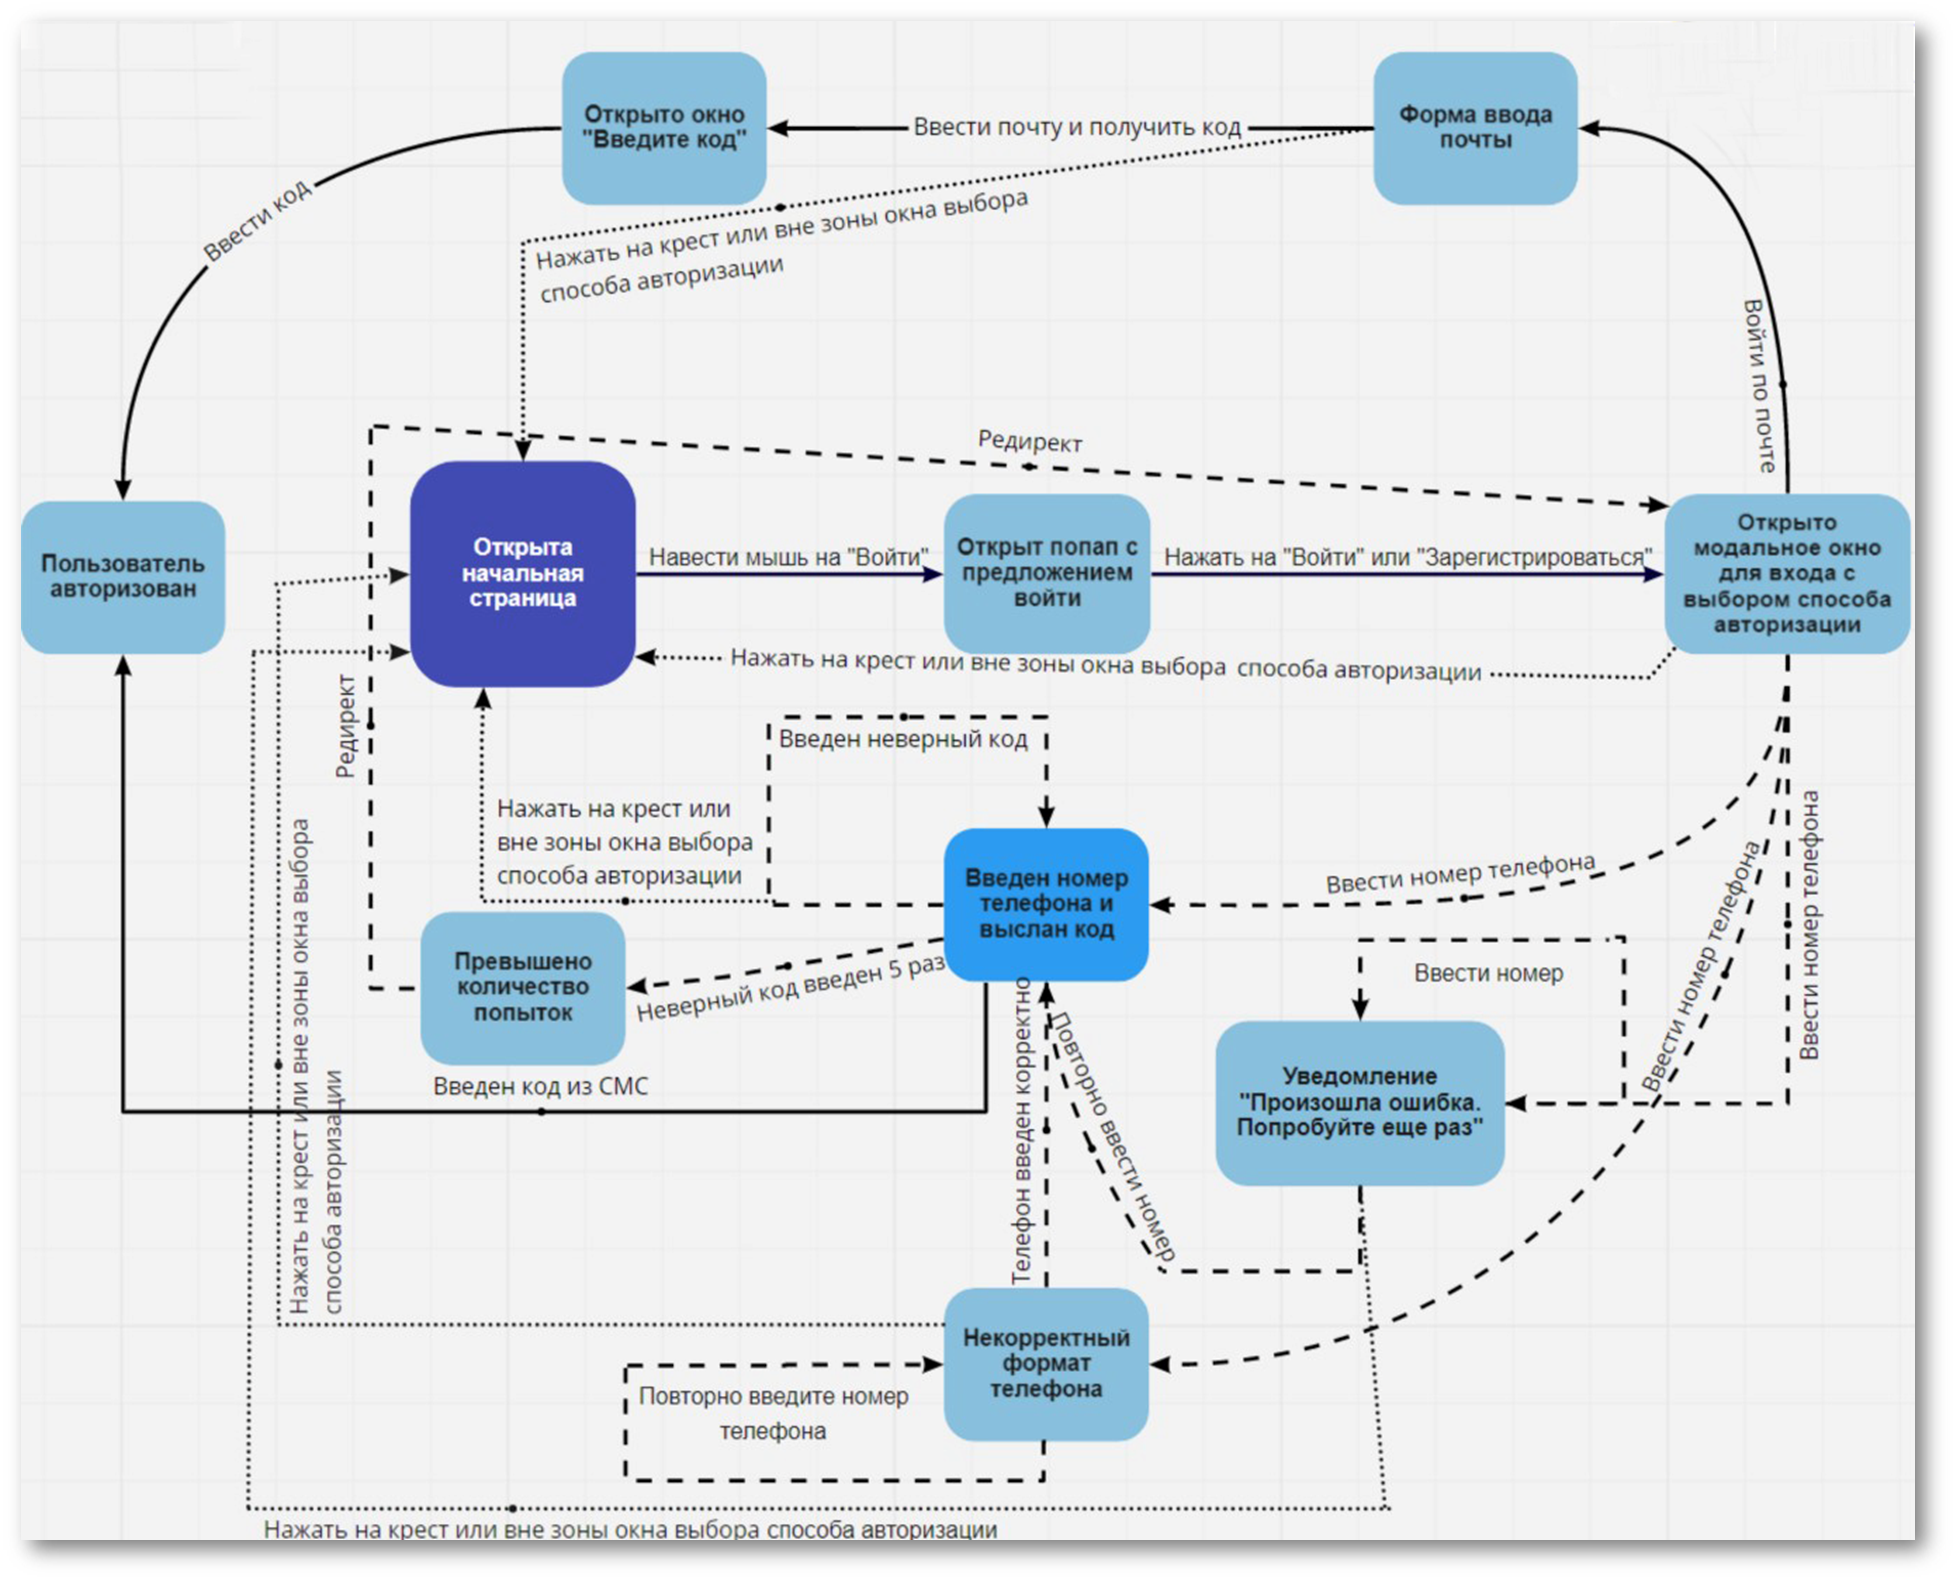 Открыто окно
"Введите код"
Ввести почту и получить код
Форма ввода
почты
Ввести код
Нажать на крест или вне зоны окна выбора
способа авторизации
Войти по почте
Редирект
Пользователь
авторизован
Открыта
начальная
страница
Навести мышь на "Войти"
Открыт попап с
предложением
войти
Нажать на "Войти" или "Зарегистрироваться"
Открыто
модальное окно
для входа с
выбором способа
авторизации
Нажать на крест или вне зоны окна выбора способа авторизации
Редирект
Введен неверный код
Нажать на крест или
вне зоны окна выбора
способа авторизации
Введен номер
телефона и
выслан код
Ввести номер телефона
Ввести номер телефона
Ввести номер телефона
Превышено
количество
попыток
Неверный код введен 5 раз
Ввести номер
Нажать на крест или вне зоны окна выбора
способа авторизации
Введен код из СМС
Телефон введен корректно
Повторно ввести номер
Уведомление
"Произошла ошибка.
Попробуйте еще раз"
Некорректный
формат
телефона
Повторно введите номер
телефона
Нажать на крест или вне зоны окна выбора способа авторизации